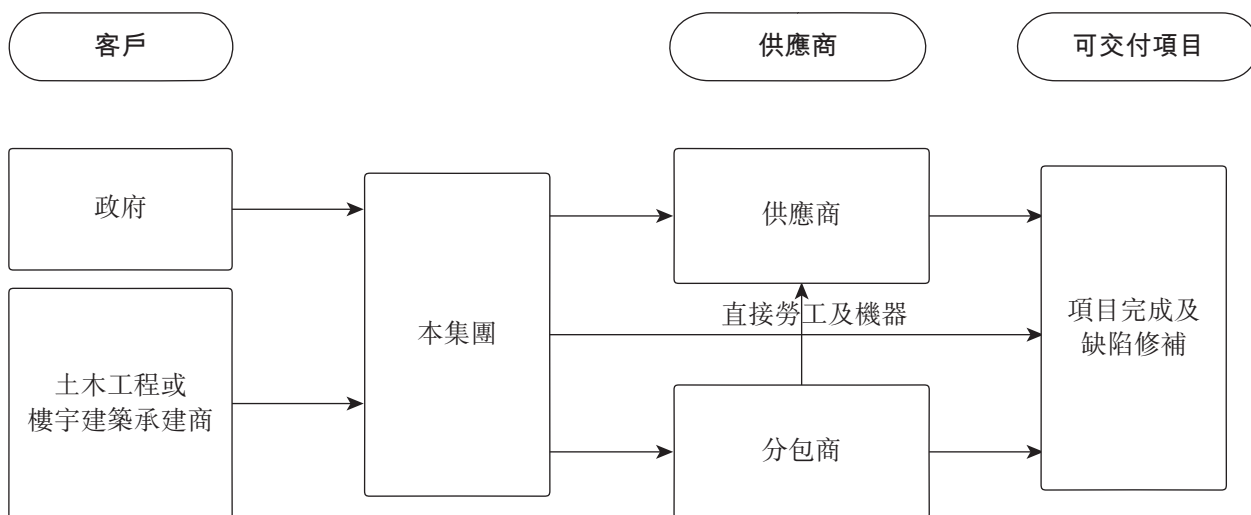 客戶
供應商
可交付項目
政府
供應商
本集團
直接勞工及機器
項目完成及
缺陷修補
土木工程或
樓宇建築承建商
分包商